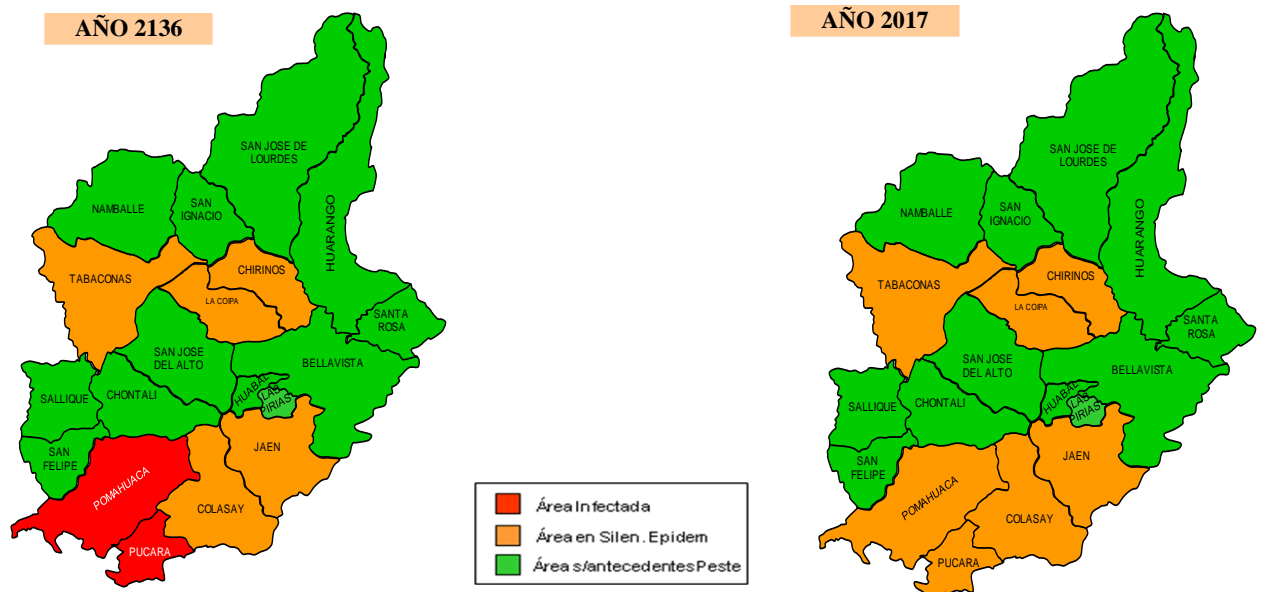 AÑO 2136
SAN JOSE DE
LOURDES
NAMBALLE
SAN
IGNACIO
HUARANGO
TABACONAS
CHIRINOS
LA COIPA
SANTA
ROSA
SAN JOSE
DEL ALTO
BELLAVISTA
HUABAL
LAS
PIRIAS
SALLIQUE
CHONTALI
SAN
FELIPE
JAEN
POMAHUACA
COLASAY
PUCARA
AÑO 2017
SAN JOSE DE
LOURDES
NAMBALLE
SAN
IGNACIO
HUARANGO
TABACONAS
CHIRINOS
LA COIPA
SANTA
ROSA
SAN JOSE
DEL ALTO
BELLAVISTA
HUABAL
LAS
PIRIAS
SALLIQUE
CHONTALI
SAN
FELIPE
JAEN
POMAHUACA
COLASAY
PUCARA
Área Infectada
Área en Silen. Epidem
Área s/antecedentes Peste